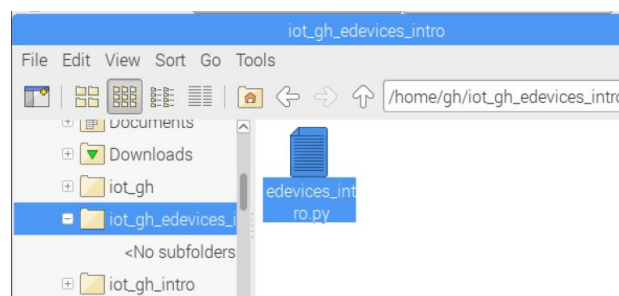 iot_gh_edevices_intro
File Edit View Sort Go Tools
/home/gh/iot_gh_edevices_intro
Documents
Downloads
iot_gh
iot_gh_edevices_i
<No subfolders
iot_gh_intro
edevices_int
ro.py